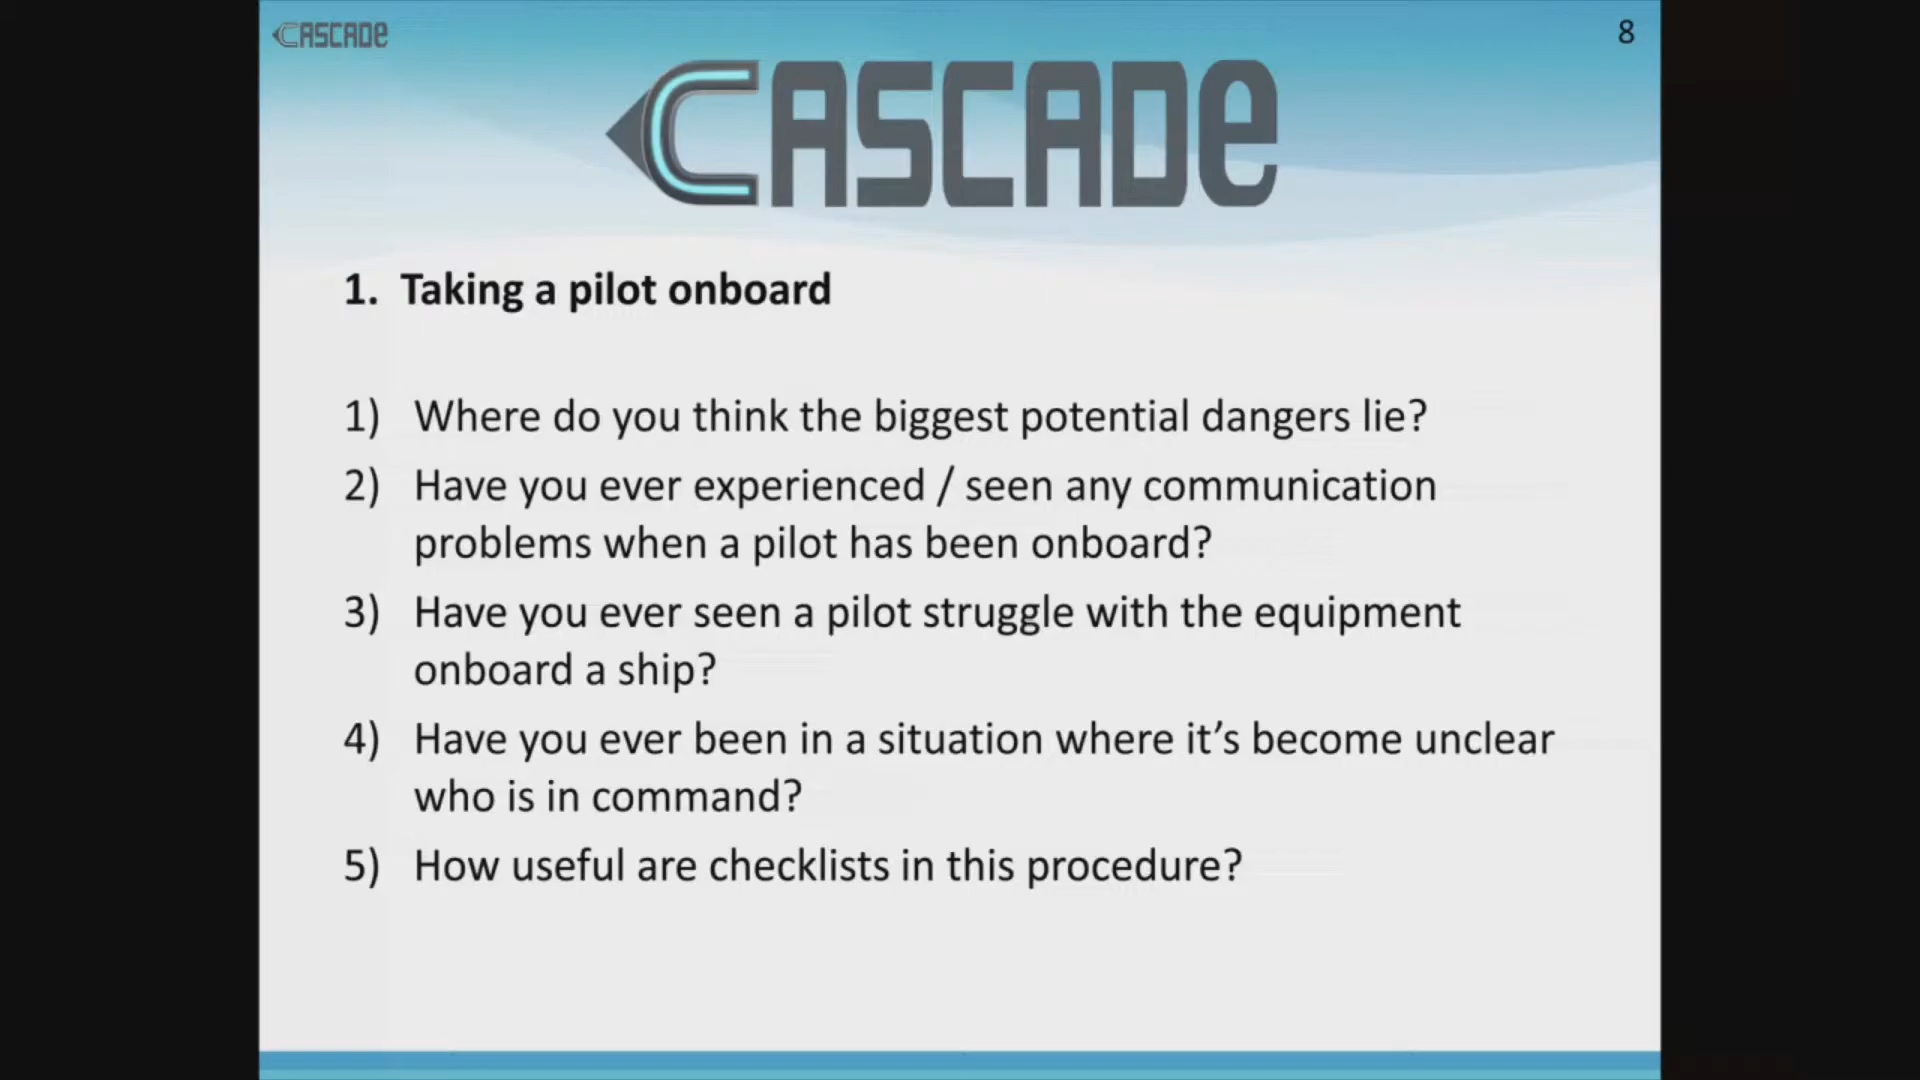 CASCADE
8
CASCADE
1. Taking a pilot onboard
1) Where do you think the biggest potential dangers lie?
2) Have you ever experienced / seen any communication
problems when a pilot has been onboard?
3) Have you ever seen a pilot struggle with the equipment
onboard a ship?
4) Have you ever been in a situation where it’s become unclear
who is in command?
5) How useful are checklists in this procedure?